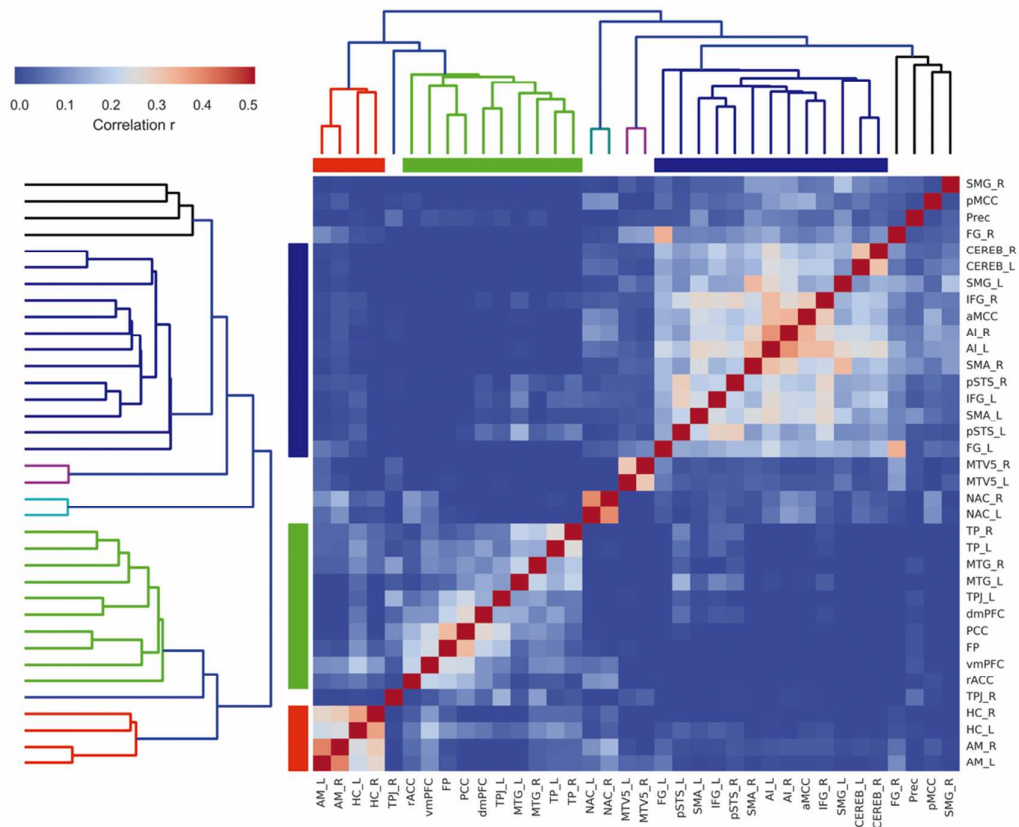 0.0 0.1 0.2 0.3 0.4 0.5
Correlation r
SMG_R
pMCC
Prec
FG_R
CEREB_R
CEREB_L
SMG_L
IFG_R
aMCC
AI_R
AI_L
SMA_R
pSTS_R
IFG_L
SMA_L
pSTS_L
FG_L
MTV5_R
MTV5_L
NAC_R
NAC_L
TP_R
TP_L
MTG_R
MTG_L
TPJ_L
dmPFC
PCC
FP
vmPFC
rACC
TPJ_R
HC_R
HC_L
AM_R
AM_L
AM_L
AM_R
HC_L
HC_R
TPJ_R
rACC
vmPFC
FP
PCC
dmPFC
TPJ_L
MTG_L
MTG_R
TP_L
TP_R
NAC_L
NAC_R
MTV5_L
MTV5_R
FG_L
pSTS_L
SMA_L
IFG_L
pSTS_R
SMA_R
AI_L
AI_R
aMCC
IFG_R
SMG_L
CEREB_L
CEREB_R
FG_R
Prec
pMCC
SMG_R